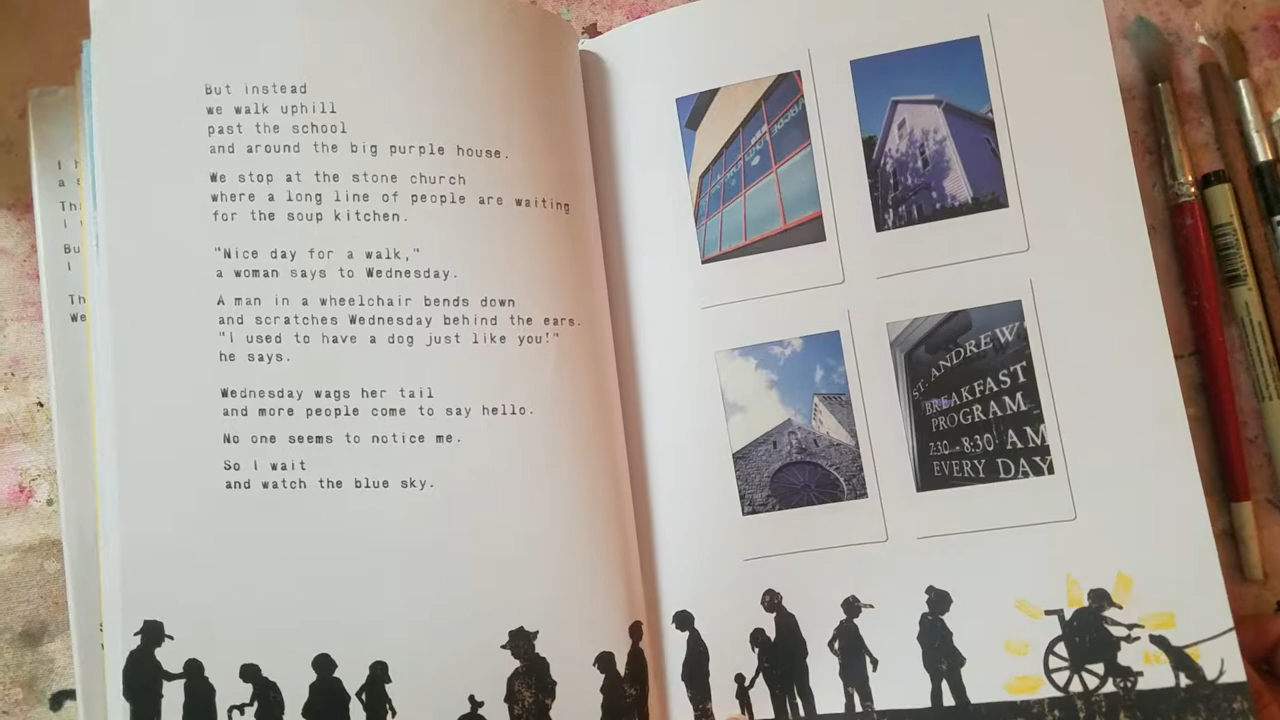 But instead
we walk uphill
past the school
and around the big purple house.
We stop at the stone church
where a long line of people are waiting
for the soup kitchen.
"Nice day for a walk,"
a woman says to Wednesday.
A man in a wheelchair bends down
and scratches Wednesday behind the ears.
"I used to have a dog just like you!"
he says.
Wednesday wags her tail
and more people come to say hello.
No one seems to notice me.
So I wait
and watch the blue sky.
ST. ANDREW'
BREAKFAST
PROGRAM
7:30 - 8:30 AM
EVERY DAY